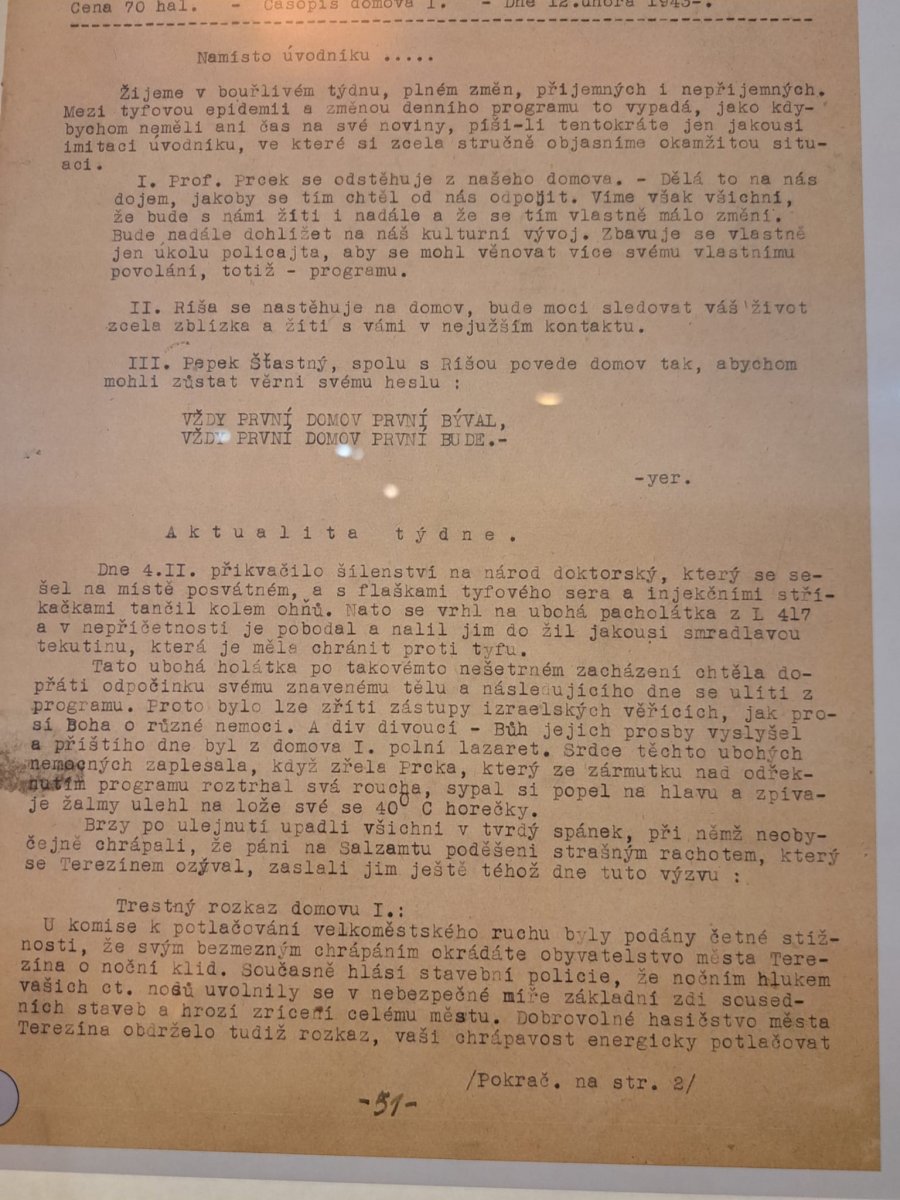 Cena 70 hal. - Časopis domova I. - Dne 12.února 1943-.
Namísto úvodníku .....
Žijeme v bouřlivém týdnu, plném změn, příjemných i nepříjemných.
Mezi tyfovou epidemii a změnou denního programu to vypadá, jako kdy-
bychom neměli ani čas na své noviny, píši-li tentokráte jen jakousi
imitaci úvodníku, ve které si zcela stručně objasníme okamžitou situ-
aci.
I. Prof. Prcek se odstěhuje z našeho domova. - Dělá to na nás
dojem, jakoby se tím chtěl od nás odpojit. Víme však všichni,
že bude s námi žíti i nadále a že se tím vlastně málo změní.
Bude nadále dohlížet na náš kulturní vývoj. Zbavuje se vlastně
jen úkolu policajta, aby se mohl věnovat více svému vlastnímu
povolání, totiž - programu.
II. Ríša se nastěhuje na domov, bude moci sledovat váš život
zcela zblízka a žíti s vámi v nejužším kontaktu.
III. Pepek Šťastný, spolu s Ríšou povede domov tak, abychom
mohli zůstat věrni svému heslu :
VŽDY PRVNÍ DOMOV PRVNÍ BÝVAL,
VŽDY PRVNÍ DOMOV PRVNÍ BUDE.-
-yer.
Aktualita týdne.
Dne 4.II. přikvačilo šílenství na národ doktorský, který se se-
šel na místě posvátném, a s flaškami tyfového sera a injekčními stří-
kačkami tančil kolem ohňů. Nato se vrhl na ubohá pacholátka z L 417
a v nepříčetnosti je pobodal a nalil jim do žil jakousi smradlavou
tekutinu, která je měla chránit proti tyfu.
Tato ubohá holátka po takovémto nešetrném zacházení chtěla do-
přáti odpočinku svému znavenému tělu a následujícího dne se ulíti z
programu. Proto bylo lze zříti zástupy izraelských věřících, jak pro-
sí Boha o různé nemoci. A div divoucí - Bůh jejich prosby vyslyšel
a příštího dne byl z domova I. polní lazaret. Srdce těchto ubohých
nemocných zaplesala, když zřela Prcka, který ze zármutku nad odřek-
nutím programu roztrhal svá roucha, sypal si popel na hlavu a zpíva-
je žalmy ulehl na lože své se 40° C horečky.
Brzy po ulejnutí upadli všichni v tvrdý spánek, při němž neoby-
čejně chrápali, že páni na Salzamtu poděšeni strašným rachotem, který
se Terezínem ozýval, zaslali jim ještě téhož dne tuto výzvu :
Trestný rozkaz domovu I.:
U komise k potlačování velkoměstského ruchu byly podány četné stíž-
nosti, že svým bezmezným chrápáním okrádáte obyvatelstvo města Tere-
zína o noční klid. Současně hlásí stavební policie, že nočním hlukem
vašich ct. nosů uvolnily se v nebezpečné míře základní zdi soused-
ních staveb a hrozí zřícení celému městu. Dobrovolné hasičstvo města
Terezína obdrželo tudíž rozkaz, vaši chrápavost energicky potlačovat
/Pokrač. na str. 2/
-51-